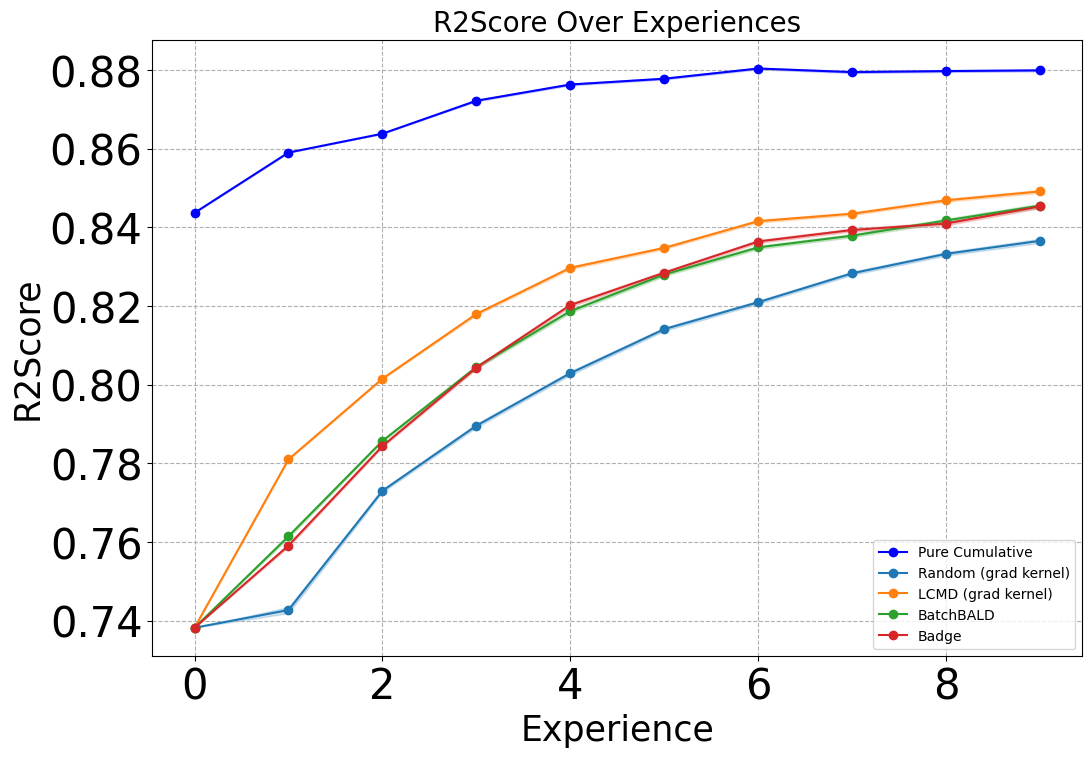 R2Score Over Experiences
R2Score
0.88
0.86
0.84
0.82
0.80
0.78
0.76
0.74
0 2 4 6 8
Experience
Pure Cumulative
Random (grad kernel)
LCMD (grad kernel)
BatchBALD
Badge